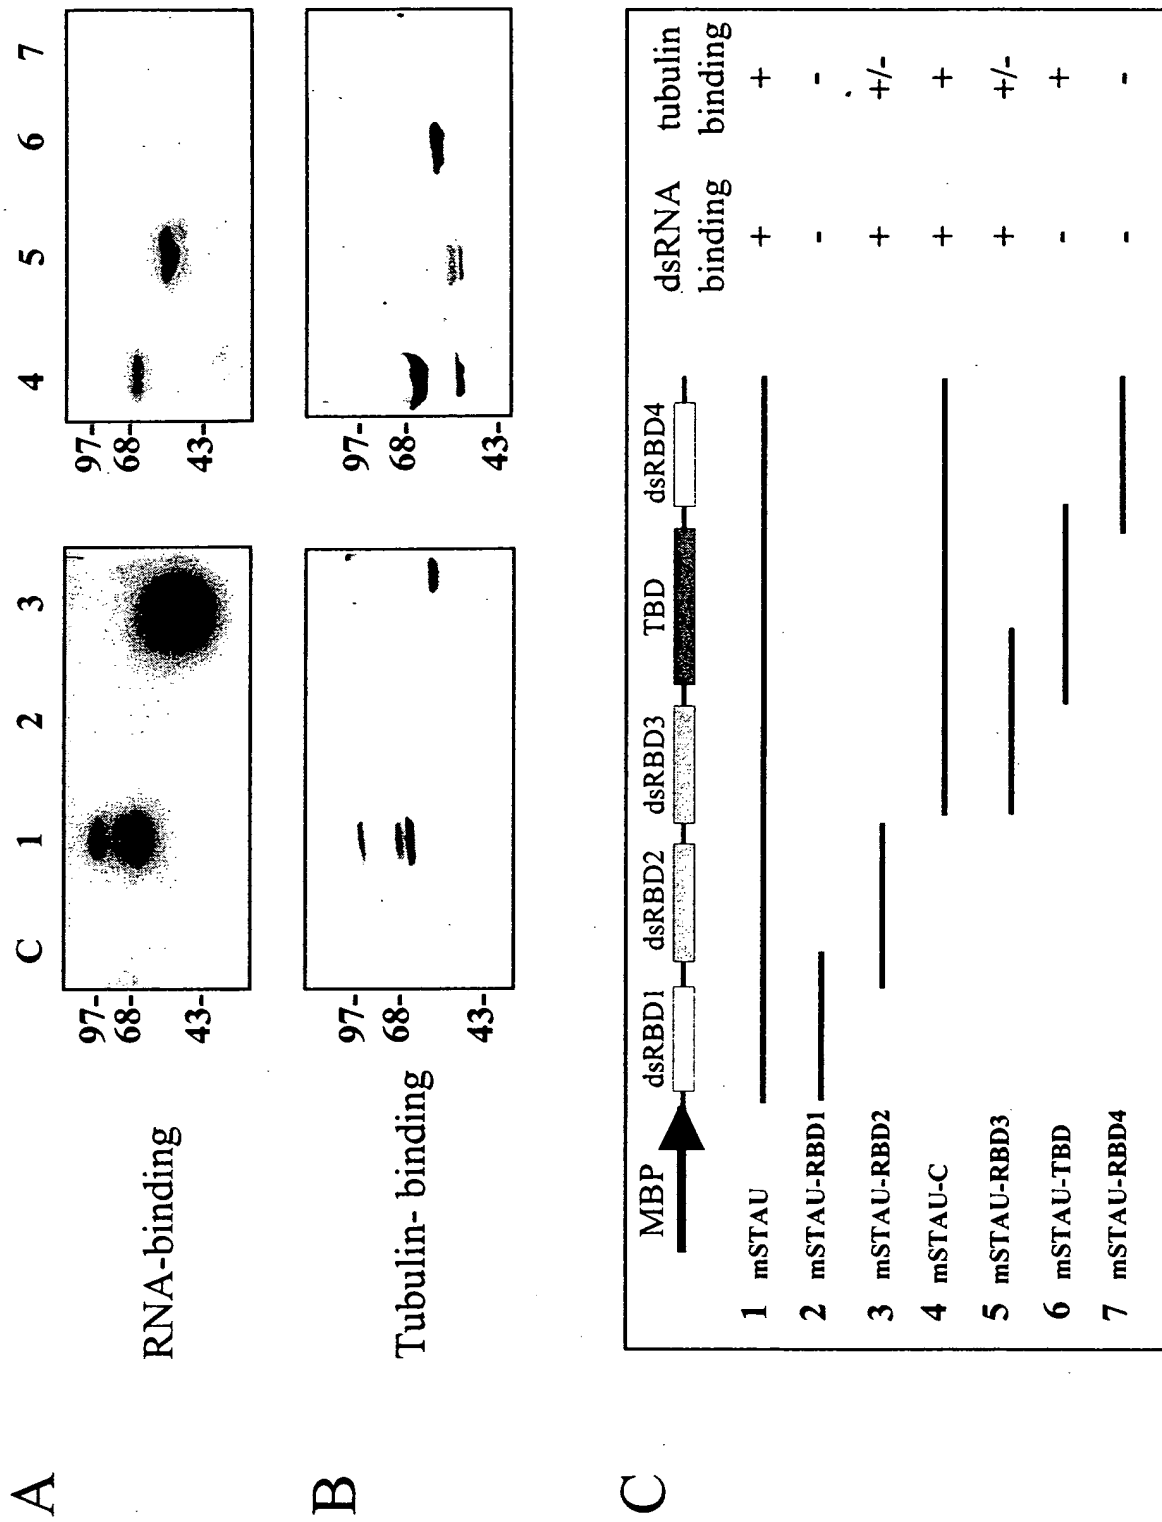 A
C 1 2 3 4 5 6 7
RNA-binding
97-
68-
43-
97-
68-
43-
B
Tubulin- binding
97-
68-
43-
97-
68-
43-
C
MBP dsRBD1 dsRBD2 dsRBD3 TBD dsRBD4
dsRNA binding
tubulin binding
1 mSTAU + +
2 mSTAU-RBD1 - -
3 mSTAU-RBD2 + +/-
4 mSTAU-C + +
5 mSTAU-RBD3 + +/-
6 mSTAU-TBD - +
7 mSTAU-RBD4 - -